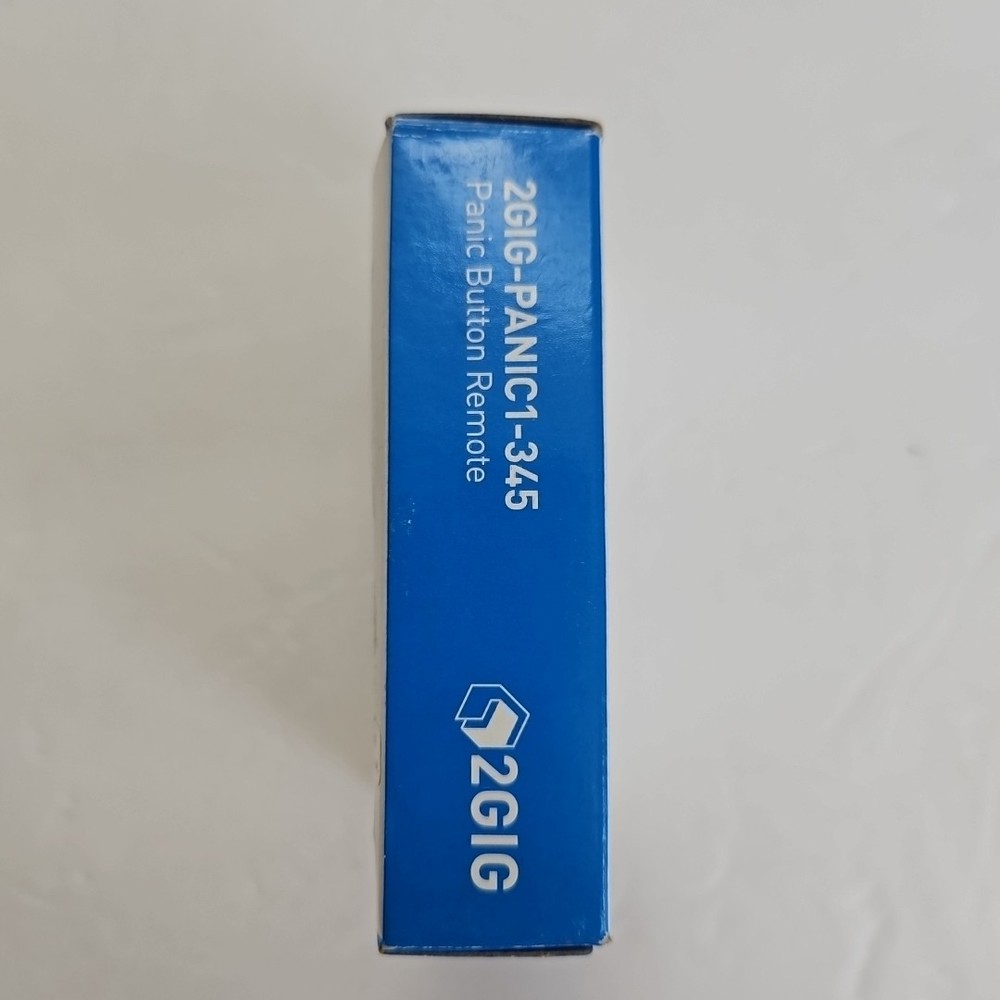 2GIG-PANIC1-345
Panic Button Remote
2GIG